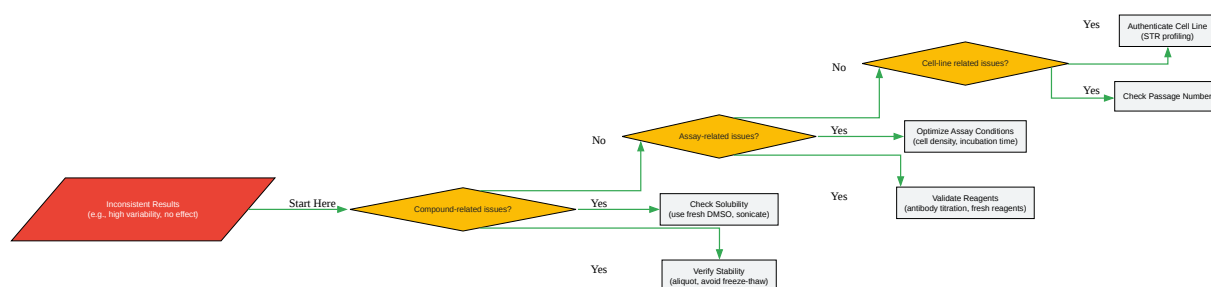 Yes
Authenticate Cell Line
(STR profiling)
No
Cell-line related issues?
Yes
Check Passage Number
No
Assay-related issues?
Yes
Optimize Assay Conditions
(cell density, incubation time)
Inconsistent Results
(e.g., high variability, no effect)
Start Here
Compound-related issues?
Yes
Check Solubility
(use fresh DMSO, sonicate)
Yes
Validate Reagents
(antibody titration, fresh reagents)
Yes
Verify Stability
(aliquot, avoid freeze-thaw)